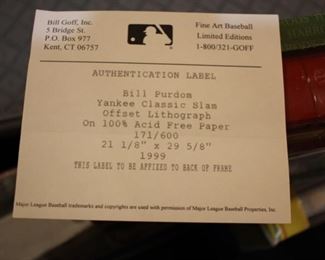 Bill Goff, Inc.
5 Bridge St.
P.O. Box 977
Kent, CT 06757
Fine Art Baseball
Limited Editions
1-800/321-GOFF
AUTHENTICATION LABEL
Bill Purdom
Yankee Classic Slam
Offset Lithograph
On 100% Acid Free Paper
171/600
21 1/8" x 29 5/8"
1999
THIS LABEL TO BE AFFIXED TO BACK OF FRAME
Major League Baseball trademarks and copyrights are used with permission of Major League Baseball Properties, Inc.